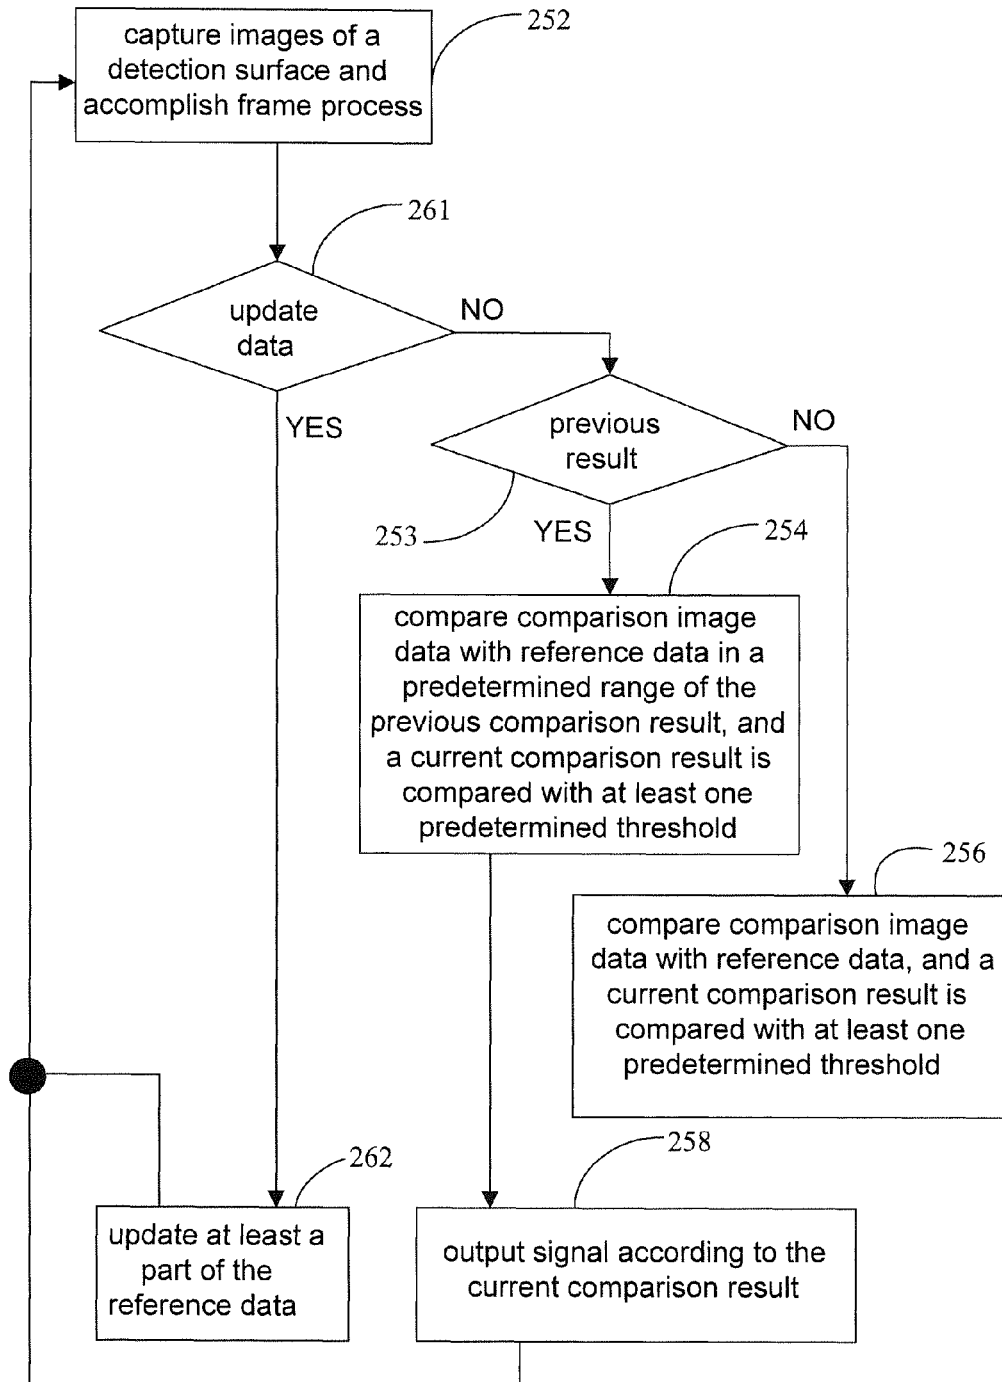 capture images of a
detection surface and
accomplish frame process
252
261
update
data
NO
YES
previous
result
NO
253
YES
254
compare comparison image
data with reference data in a
predetermined range of the
previous comparison result, and
a current comparison result is
compared with at least one
predetermined threshold
256
compare comparison image
data with reference data, and a
current comparison result is
compared with at least one
predetermined threshold
262
update at least a
part of the
reference data
258
output signal according to the
current comparison result